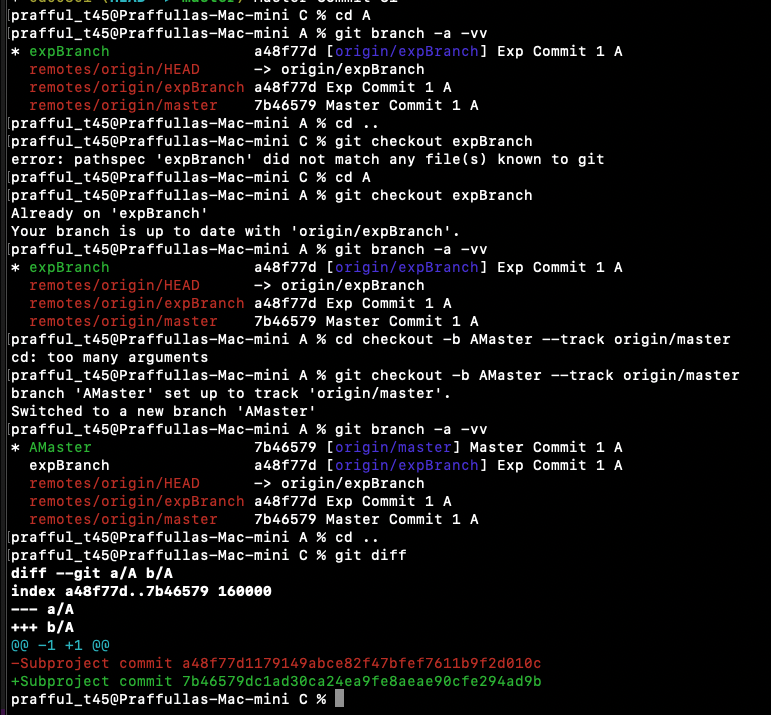 [prafful_t45@Praffullas-Mac-mini C % cd A
[prafful_t45@Praffullas-Mac-mini A % git branch -a -vv
* expBranch                a48f77d [origin/expBranch] Exp Commit 1 A
  remotes/origin/HEAD      -> origin/expBranch
  remotes/origin/expBranch a48f77d Exp Commit 1 A
  remotes/origin/master    7b46579 Master Commit 1 A
[prafful_t45@Praffullas-Mac-mini A % cd ..
[prafful_t45@Praffullas-Mac-mini C % git checkout expBranch
error: pathspec 'expBranch' did not match any file(s) known to git
[prafful_t45@Praffullas-Mac-mini C % cd A
[prafful_t45@Praffullas-Mac-mini A % git checkout expBranch
Already on 'expBranch'
Your branch is up to date with 'origin/expBranch'.
[prafful_t45@Praffullas-Mac-mini A % git branch -a -vv
* expBranch                a48f77d [origin/expBranch] Exp Commit 1 A
  remotes/origin/HEAD      -> origin/expBranch
  remotes/origin/expBranch a48f77d Exp Commit 1 A
  remotes/origin/master    7b46579 Master Commit 1 A
[prafful_t45@Praffullas-Mac-mini A % cd checkout -b AMaster --track origin/master
cd: too many arguments
[prafful_t45@Praffullas-Mac-mini A % git checkout -b AMaster --track origin/master
branch 'AMaster' set up to track 'origin/master'.
Switched to a new branch 'AMaster'
[prafful_t45@Praffullas-Mac-mini A % git branch -a -vv
* AMaster                  7b46579 [origin/master] Master Commit 1 A
  expBranch                a48f77d [origin/expBranch] Exp Commit 1 A
  remotes/origin/HEAD      -> origin/expBranch
  remotes/origin/expBranch a48f77d Exp Commit 1 A
  remotes/origin/master    7b46579 Master Commit 1 A
[prafful_t45@Praffullas-Mac-mini A % cd ..
[prafful_t45@Praffullas-Mac-mini C % git diff
diff --git a/A b/A
index a48f77d..7b46579 160000
--- a/A
+++ b/A
@@ -1 +1 @@
-Subproject commit a48f77d1179149abce82f47bfef7611b9f2d010c
+Subproject commit 7b46579dc1ad30ca24ea9fe8aeae90cfe294ad9b
prafful_t45@Praffullas-Mac-mini C %